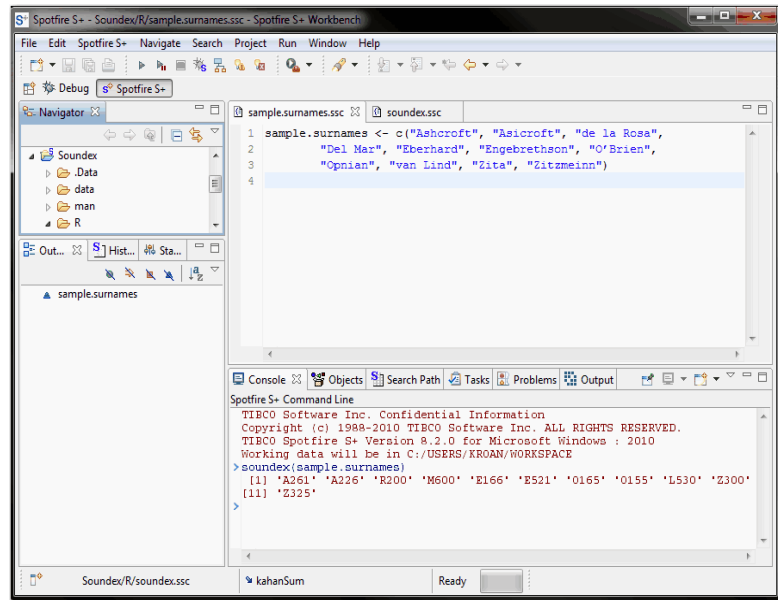 S+ Spotfire S+ - Soundex/R/sample.surnames.ssc - Spotfire S+ Workbench
File Edit Spotfire S+ Navigate Search Project Run Window Help
Debug S+ Spotfire S+
Navigator
Soundex
.Data
data
man
R
Out... Hist... Sta...
sample.surnames
sample.surnames.ssc soundex.ssc
1 sample.surnames <- c("Ashcroft", "Asicroft", "de la Rosa",
2 "Del Mar", "Eberhard", "Engebrethson", "O'Brien",
3 "Opnian", "van Lind", "Zita", "Zitzmeinn")
4
Console Objects Search Path Tasks Problems Output
Spotfire S+ Command Line
TIBCO Software Inc. Confidential Information
Copyright (c) 1988-2010 TIBCO Software Inc. ALL RIGHTS RESERVED.
TIBCO Spotfire S+ Version 8.2.0 for Microsoft Windows : 2010
Working data will be in C:/USERS/KROAN/WORKSPACE
>soundex(sample.surnames)
[1] "A261" "A226" "R200" "M600" "E166" "E521" "O165" "O155" "L530" "Z300"
[11] "Z325"
>
Soundex/R/soundex.ssc kahanSum Ready